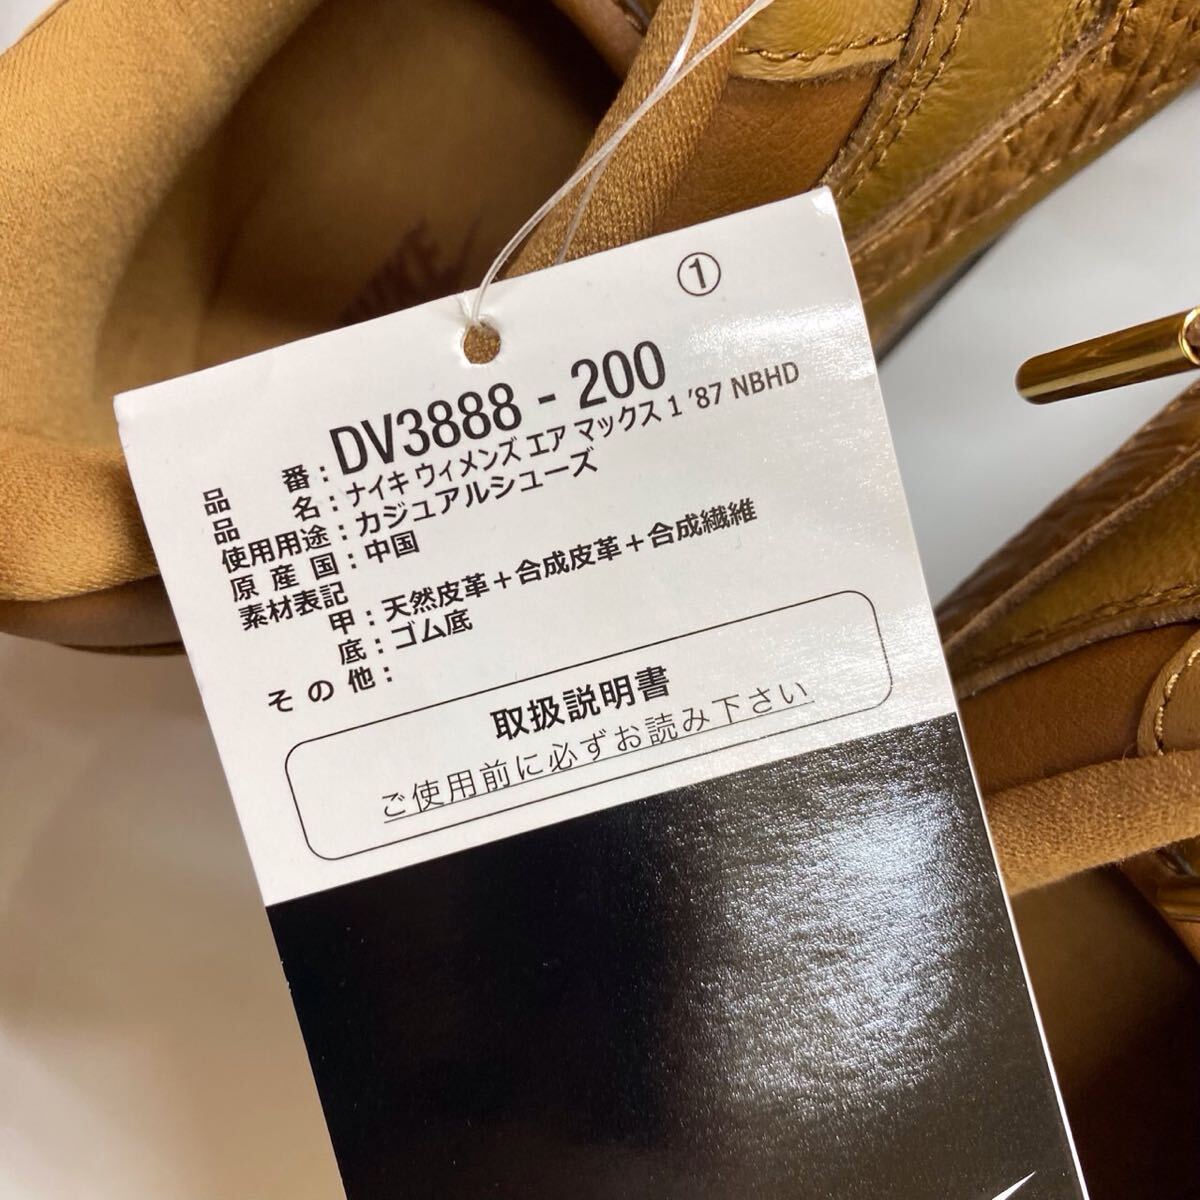 NIKE
①
品番:DV3888 - 200
品名:ナイキ ウィメンズ エア マックス 1 '87 NBHD
使用用途:カジュアルシューズ
原産国:中国
素材表記
甲:天然皮革+合成皮革+合成繊維
底:ゴム底
その他:
取扱説明書
ご使用前に必ずお読み下さい